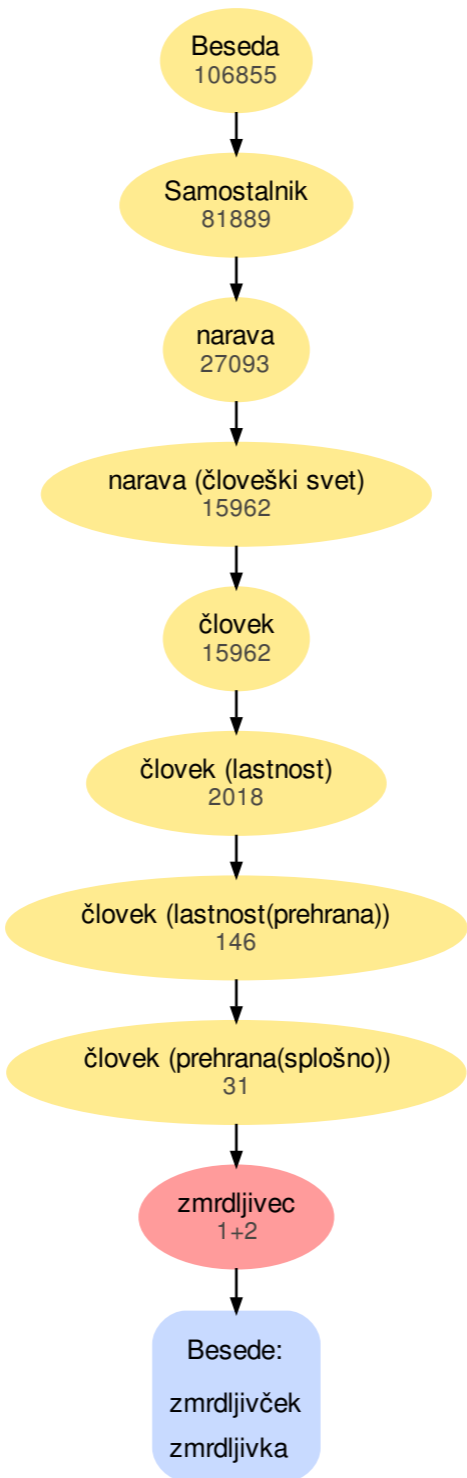 Beseda
106855
Samostalnik
81889
narava
27093
narava (človeški svet)
15962
človek
15962
človek (lastnost)
2018
človek (lastnost(prehrana))
146
človek (prehrana(splošno))
31
zmrdljivec
1+2
Besede:
zmrdljivček
zmrdljivka